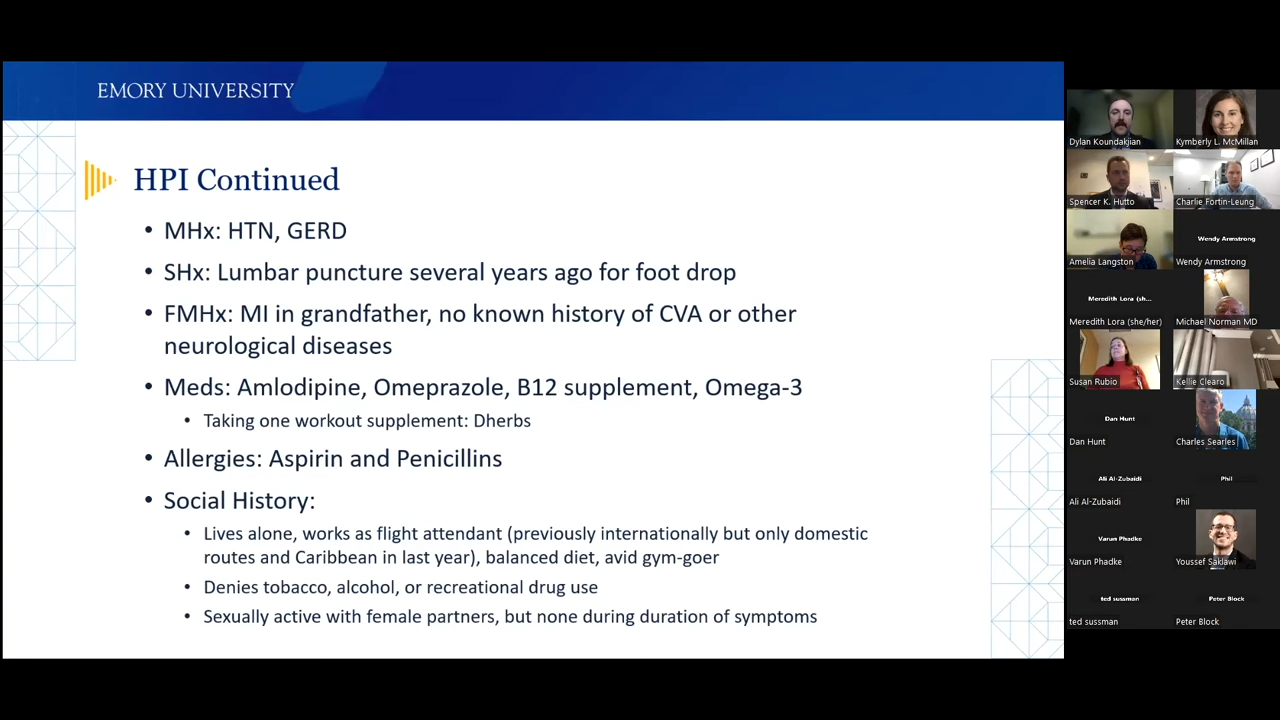 EMORY UNIVERSITY
HPI Continued
• MHx: HTN, GERD
• SHx: Lumbar puncture several years ago for foot drop
• FMHx: MI in grandfather, no known history of CVA or other
neurological diseases
• Meds: Amlodipine, Omeprazole, B12 supplement, Omega-3
• Taking one workout supplement: Dherbs
• Allergies: Aspirin and Penicillins
• Social History:
• Lives alone, works as flight attendant (previously internationally but only domestic
routes and Caribbean in last year), balanced diet, avid gym-goer
• Denies tobacco, alcohol, or recreational drug use
• Sexually active with female partners, but none during duration of symptoms
Dylan Koundakjian
Kymberly L. McMillan
Spencer K. Hutto
Charlie Fortin-Leung
Amelia Langston
Wendy Armstrong
Wendy Armstrong
Meredith Lora (sh...
Meredith Lora (she/her)
Michael Norman MD
Susan Rubio
Kellie Clearo
Dan Hunt
Dan Hunt
Charles Searles
Ali Al-Zubaidi
Ali Al-Zubaidi
Phil
Phil
Varun Phadke
Varun Phadke
Youssef Saklawi
ted sussman
ted sussman
Peter Block
Peter Block